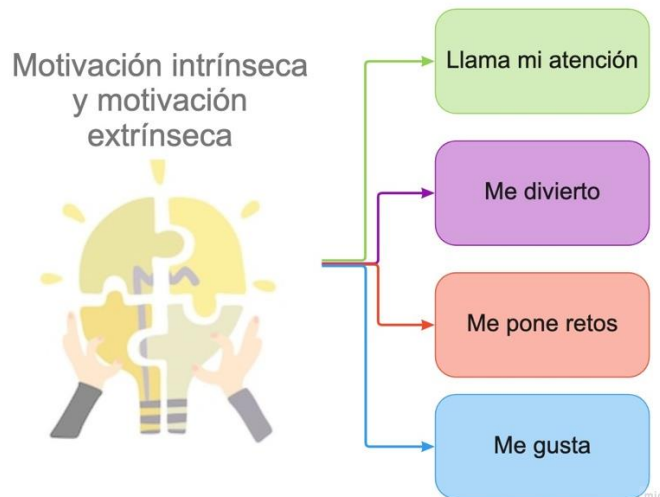 Motivación intrínseca
y motivación
extrínseca
Llama mi atención
Me divierto
Me pone retos
Me gusta